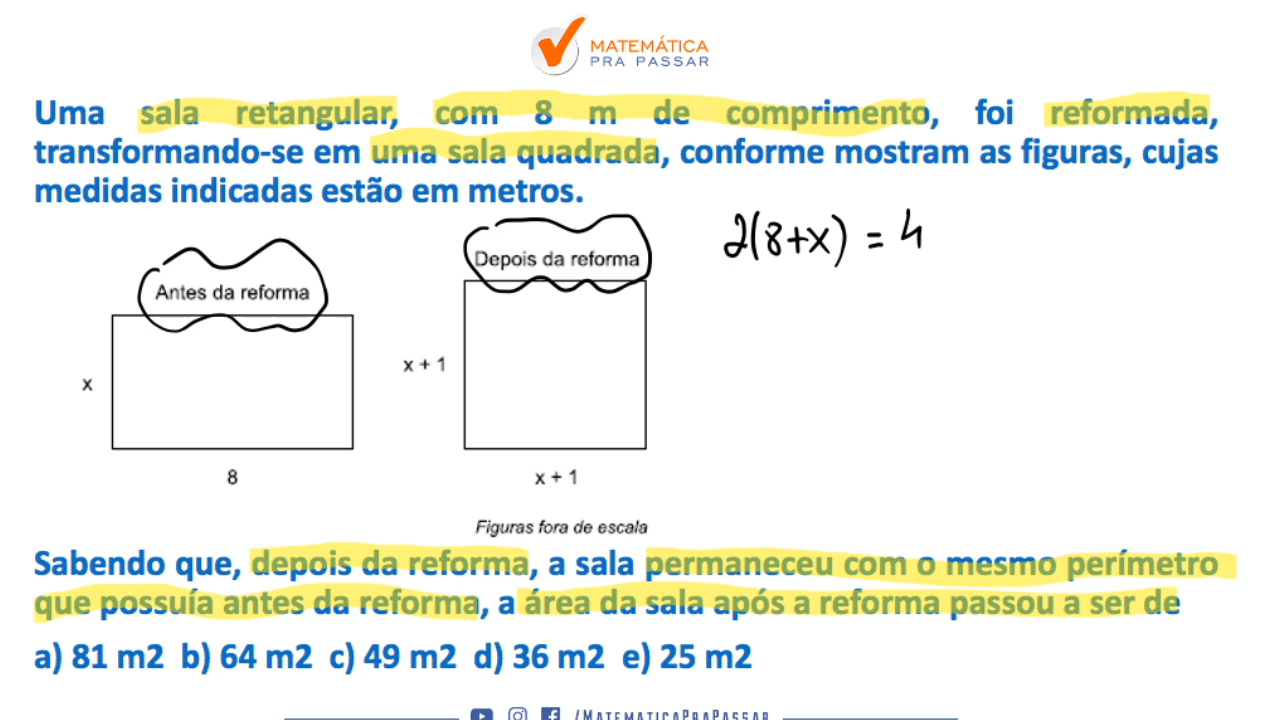 MATEMÁTICA
PRA PASSAR
Uma sala retangular, com 8 m de comprimento, foi reformada,
transformando-se em uma sala quadrada, conforme mostram as figuras, cujas
medidas indicadas estão em metros.
2(8+x) = 4
Antes da reforma
x
8
Depois da reforma
x + 1
x + 1
Figuras fora de escala
Sabendo que, depois da reforma, a sala permaneceu com o mesmo perímetro
que possuía antes da reforma, a área da sala após a reforma passou a ser de
a) 81 m2 b) 64 m2 c) 49 m2 d) 36 m2 e) 25 m2
/MATEMATICAPRAPASSAR